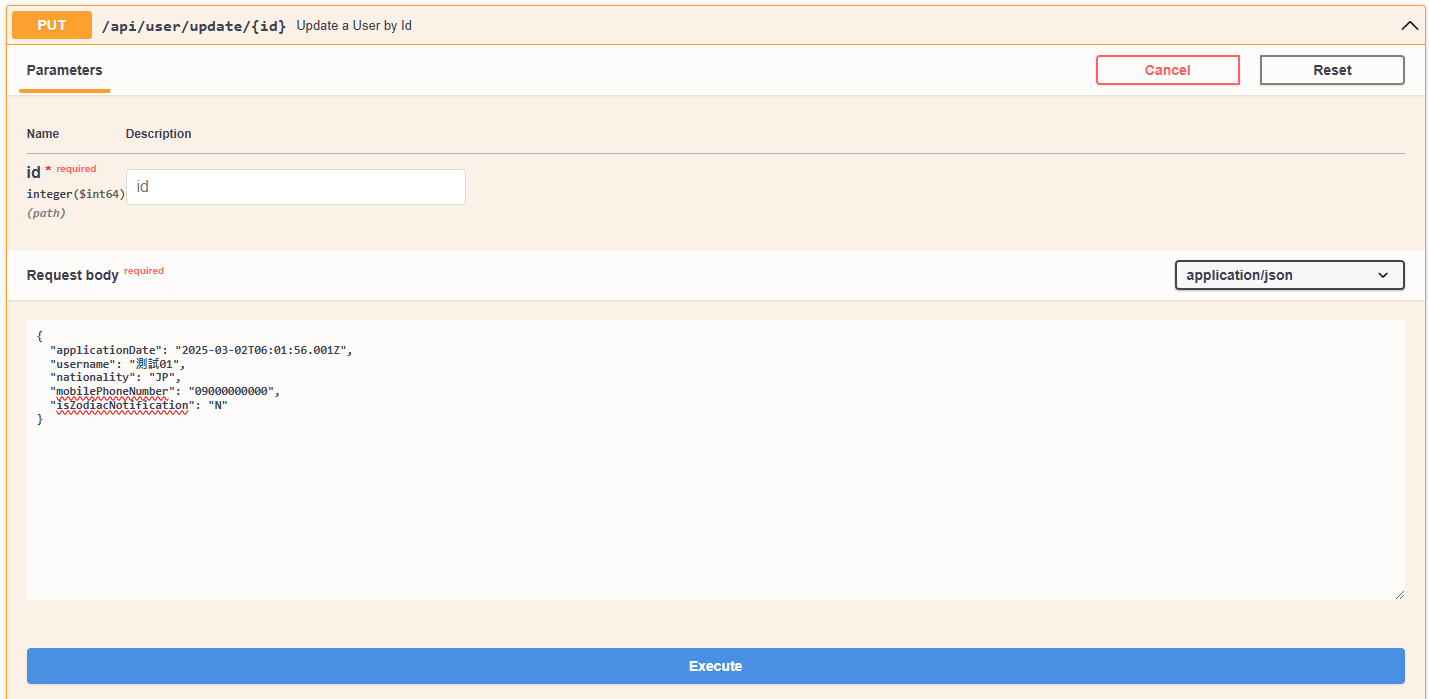 PUT /api/user/update/{id} Update a User by Id
Parameters
Cancel
Reset
Name Description
id * required
integer($int64)
(path)
id
Request body required
application/json
{
  "applicationDate": "2025-03-02T06:01:56.001Z",
  "username": "測試01",
  "nationality": "JP",
  "mobilePhoneNumber": "09000000000",
  "isZodiacNotification": "N"
}
Execute